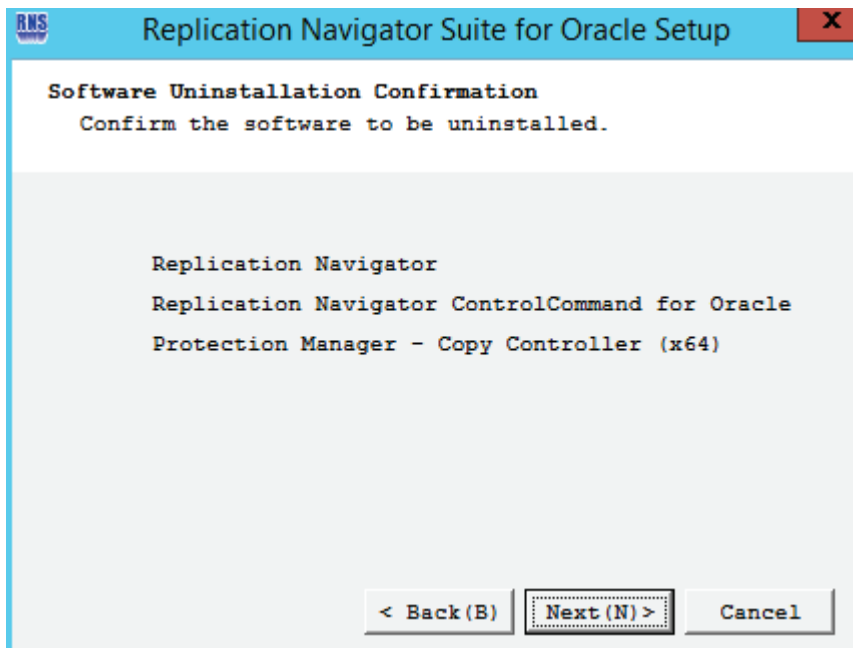 RNS
Replication Navigator Suite for Oracle Setup
X
Software Uninstallation Confirmation
Confirm the software to be uninstalled.
Replication Navigator
Replication Navigator ControlCommand for Oracle
Protection Manager - Copy Controller (x64)
< Back(B) Next(N)> Cancel